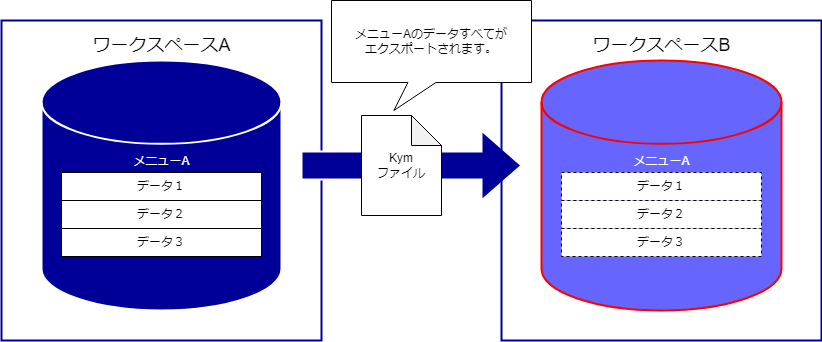 メニューAのデータすべてが
エクスポートされます。
ワークスペースA
ワークスペースB
Kym
ファイル
メニューA
データ１
データ２
データ３
メニューA
データ１
データ２
データ３